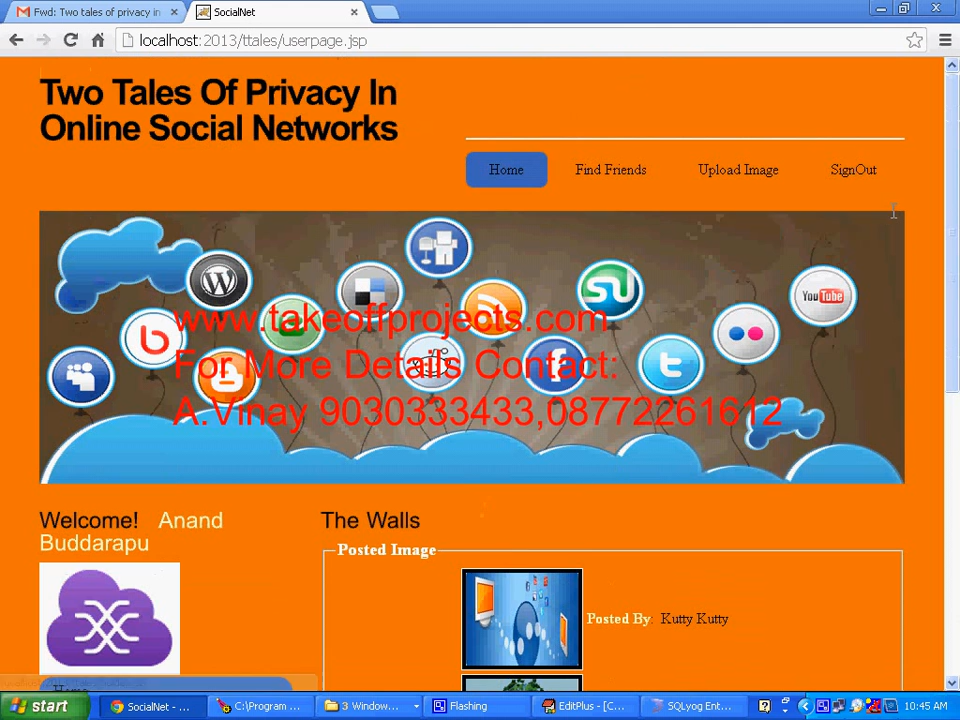 Fwd: Two tales of privacy in
SocialNet
localhost:2013/ttales/userpage.jsp
Two Tales Of Privacy In
Online Social Networks
Home
Find Friends
Upload Image
SignOut
You Tube
www.takeoffprojects.com
For More Details Contact:
A.Vinay 9030333433,08772261612
Welcome! Anand
Buddarapu
The Walls
Posted Image
Posted By: Kutty Kutty
Home
start
SocialNet - ...
C:\Program ...
3 Window...
Flashing
EditPlus - [C...
SQLyog Ent...
10:45 AM